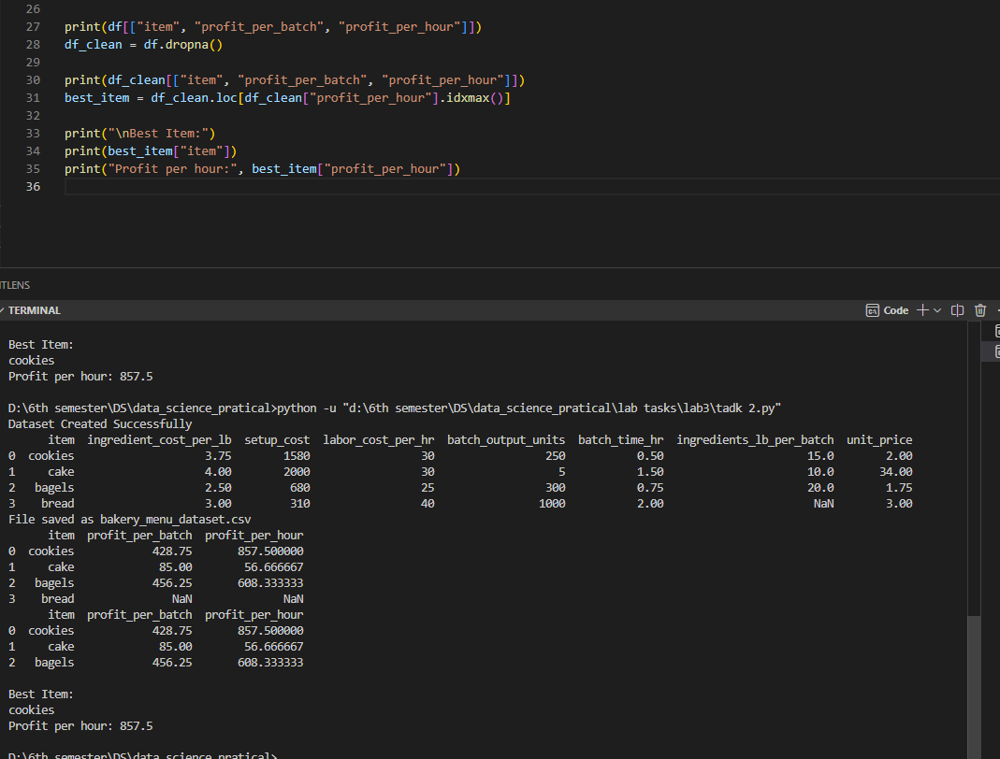 26
27 print(df[["item", "profit_per_batch", "profit_per_hour"]])
28 df_clean = df.dropna()
29
30 print(df_clean[["item", "profit_per_batch", "profit_per_hour"]])
31 best_item = df_clean.loc[df_clean["profit_per_hour"].idxmax()]
32
33 print("\nBest Item:")
34 print(best_item["item"])
35 print("Profit per hour:", best_item["profit_per_hour"])
36
ITLENS
TERMINAL Code
Best Item:
cookies
Profit per hour: 857.5
D:\6th semester\DS\data_science_pratical>python -u "d:\6th semester\DS\data_science_pratical\lab tasks\lab3\tadk 2.py"
Dataset Created Successfully
item ingredient_cost_per_lb setup_cost labor_cost_per_hr batch_output_units batch_time_hr ingredients_lb_per_batch unit_price
0 cookies 3.75 1580 30 250 0.50 15.0 2.00
1 cake 4.00 2000 30 5 1.50 10.0 34.00
2 bagels 2.50 680 25 300 0.75 20.0 1.75
3 bread 3.00 310 40 1000 2.00 NaN 3.00
File saved as bakery_menu_dataset.csv
item profit_per_batch profit_per_hour
0 cookies 428.75 857.500000
1 cake 85.00 56.666667
2 bagels 456.25 608.333333
3 bread NaN NaN
item profit_per_batch profit_per_hour
0 cookies 428.75 857.500000
1 cake 85.00 56.666667
2 bagels 456.25 608.333333
Best Item:
cookies
Profit per hour: 857.5
D:\6th semester\DS\data_science_pratical>